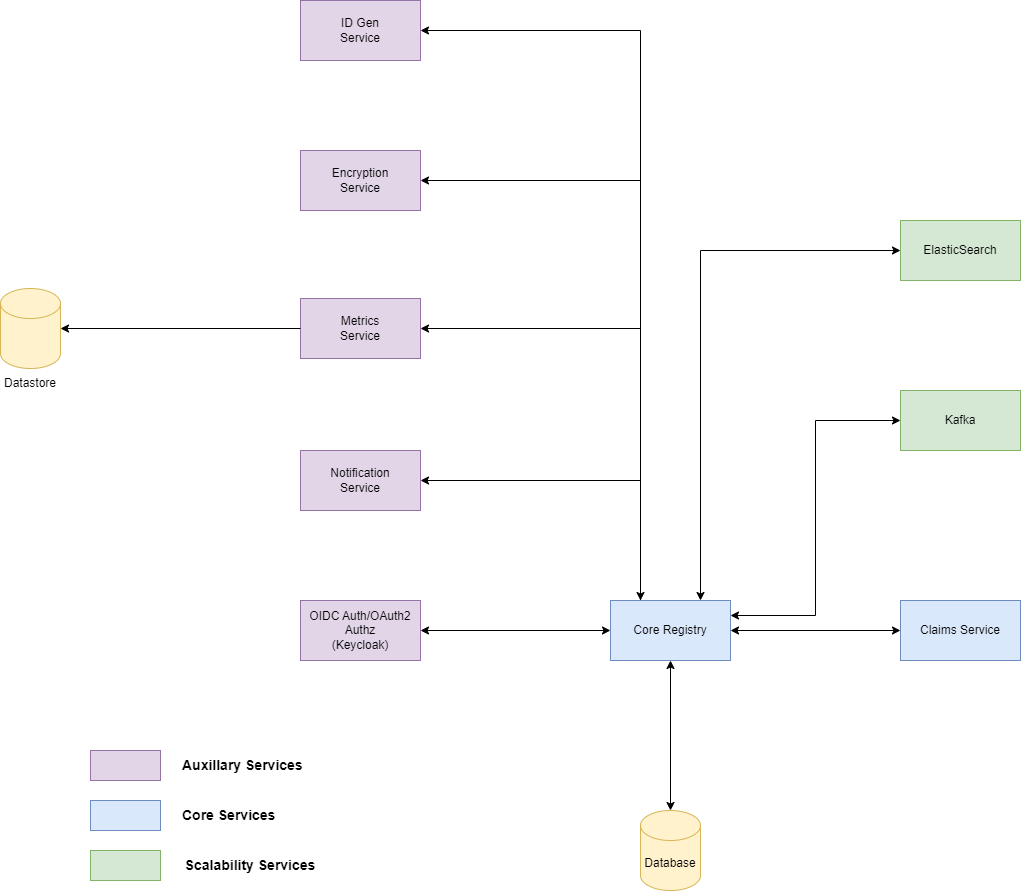 ID Gen
Service
Encryption
Service
ElasticSearch
Metrics
Service
Datastore
Kafka
Notification
Service
OIDC Auth/OAuth2
Authz
(Keycloak)
Core Registry
Claims Service
Auxillary Services
Core Services
Scalability Services
Database